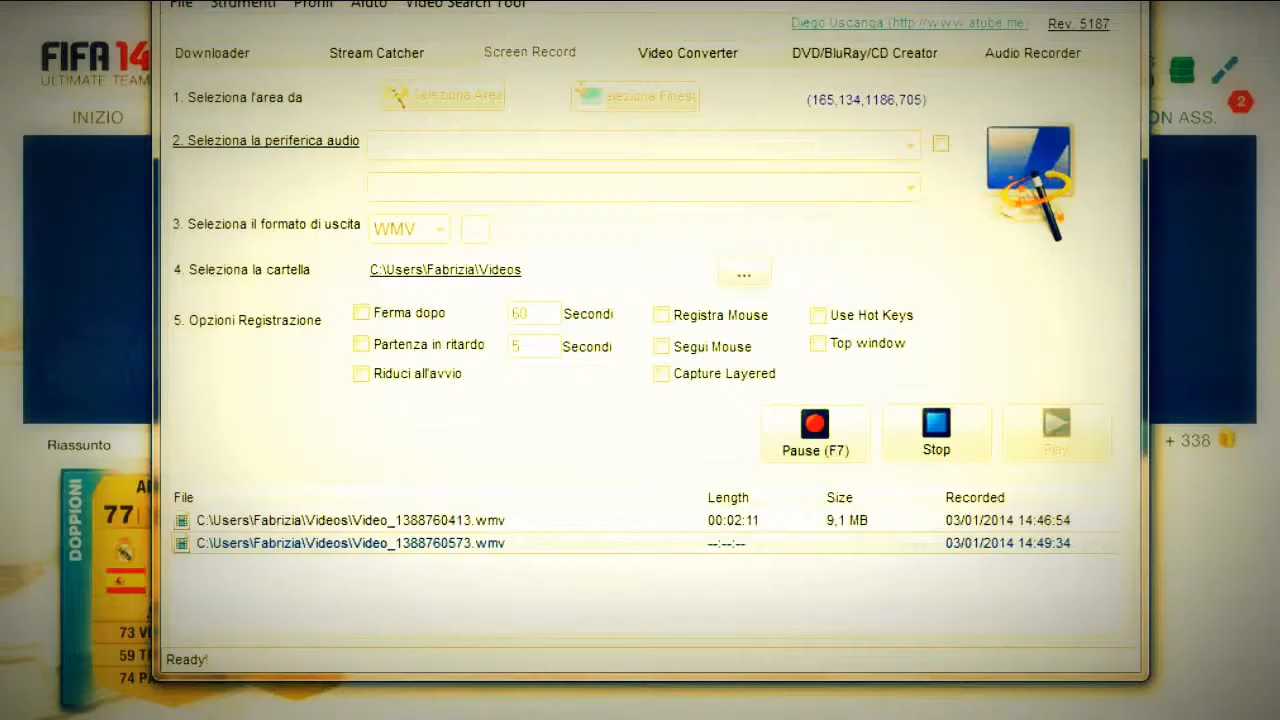 File Strumenti Profili Aiuto Video Search Tool
Diego Uscanga (http://www.atube.me Rev. 5187
FIFA 14
ULTIMATE TEAM
Downloader Stream Catcher Screen Record Video Converter DVD/BluRay/CD Creator Audio Recorder
1. Seleziona l'area da Seleziona Area eleziona Finest (165,134,1186,705)
2
INIZIO
ON ASS.
2. Seleziona la periferica audio
3. Seleziona il formato di uscita WMV
4. Seleziona la cartella C:\Users\Fabrizia\Videos ...
5. Opzioni Registrazione
Ferma dopo 60 Secondi Registra Mouse Use Hot Keys
Partenza in ritardo 5 Secondi Segui Mouse Top window
Riduci all'avvio Capture Layered
Pause (F7) Stop Play
Riassunto
+ 338
DOPPIONI
77
File Length Size Recorded
C:\Users\Fabrizia\Videos\Video_1388760413.wmv 00:02:11 9,1 MB 03/01/2014 14:46:54
C:\Users\Fabrizia\Videos\Video_1388760573.wmv --:--:-- 03/01/2014 14:49:34
73 V
59 T
74 P
Ready!